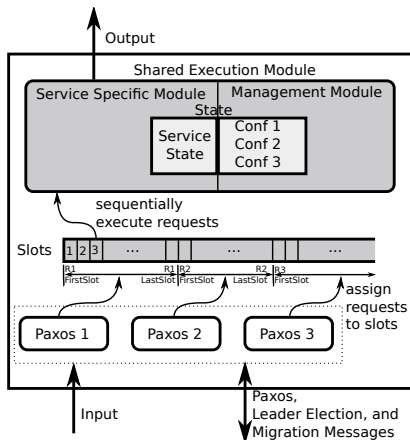 Output
Shared Execution Module
Service Specific Module
Management Module
State
Service
State
Conf 1
Conf 2
Conf 3
sequentially
execute requests
Slots
1 2 3 ... ... ...
R1 R1 R2 R2 R3
FirstSlot LastSlot FirstSlot LastSlot FirstSlot
assign
requests
to slots
Paxos 1
Paxos 2
Paxos 3
Input
Paxos,
Leader Election, and
Migration Messages